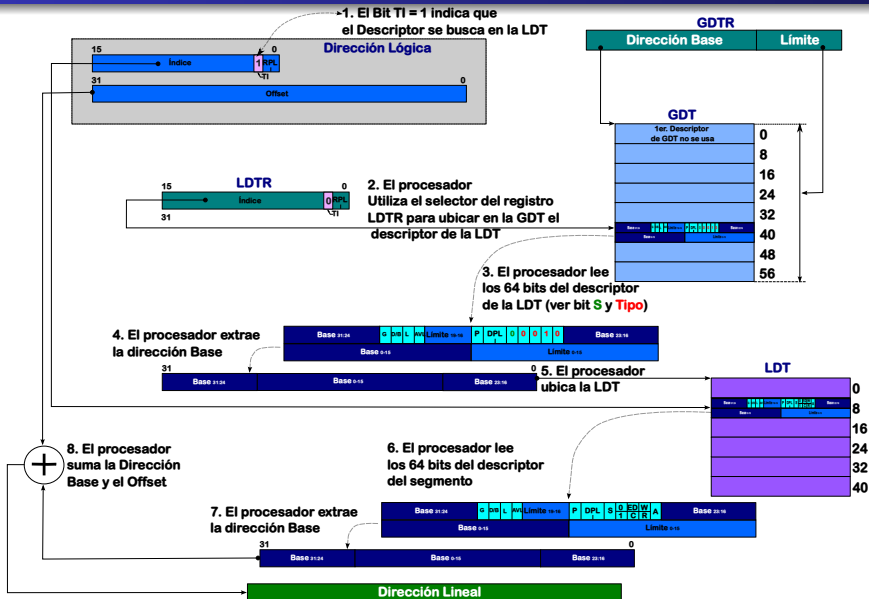 1. El Bit TI = 1 indica que
el Descriptor se busca en la LDT
Dirección Lógica
15
0
Índice
1
RPL
TI
31
0
Offset
GDTR
Dirección Base
Límite
GDT
1er. Descriptor
de GDT no se usa
0
8
16
24
32
40
48
56
LDTR
15
0
Índice
0
RPL
TI
31
2. El procesador
Utiliza el selector del registro
LDTR para ubicar en la GDT el
descriptor de la LDT
3. El procesador lee
los 64 bits del descriptor
de la LDT (ver bit S y Tipo)
4. El procesador extrae
la dirección Base
Base 31:24
G D/B L AVL Límite 19-16
P DPL 0 0 0 1 0
Base 23:16
Base 0-15
Límite 0-15
31
0
Base 31:24
Base 0-15
Base 23:16
5. El procesador
ubica la LDT
LDT
0
8
16
24
32
40
6. El procesador lee
los 64 bits del descriptor
del segmento
7. El procesador extrae
la dirección Base
Base 31:24
G D/B L AVL Límite 19-16
P DPL S 0 ED W A
1 C R
Base 23:16
Base 0-15
Límite 0-15
31
0
Base 31:24
Base 0-15
Base 23:16
8. El procesador
suma la Dirección
Base y el Offset
+
Dirección Lineal